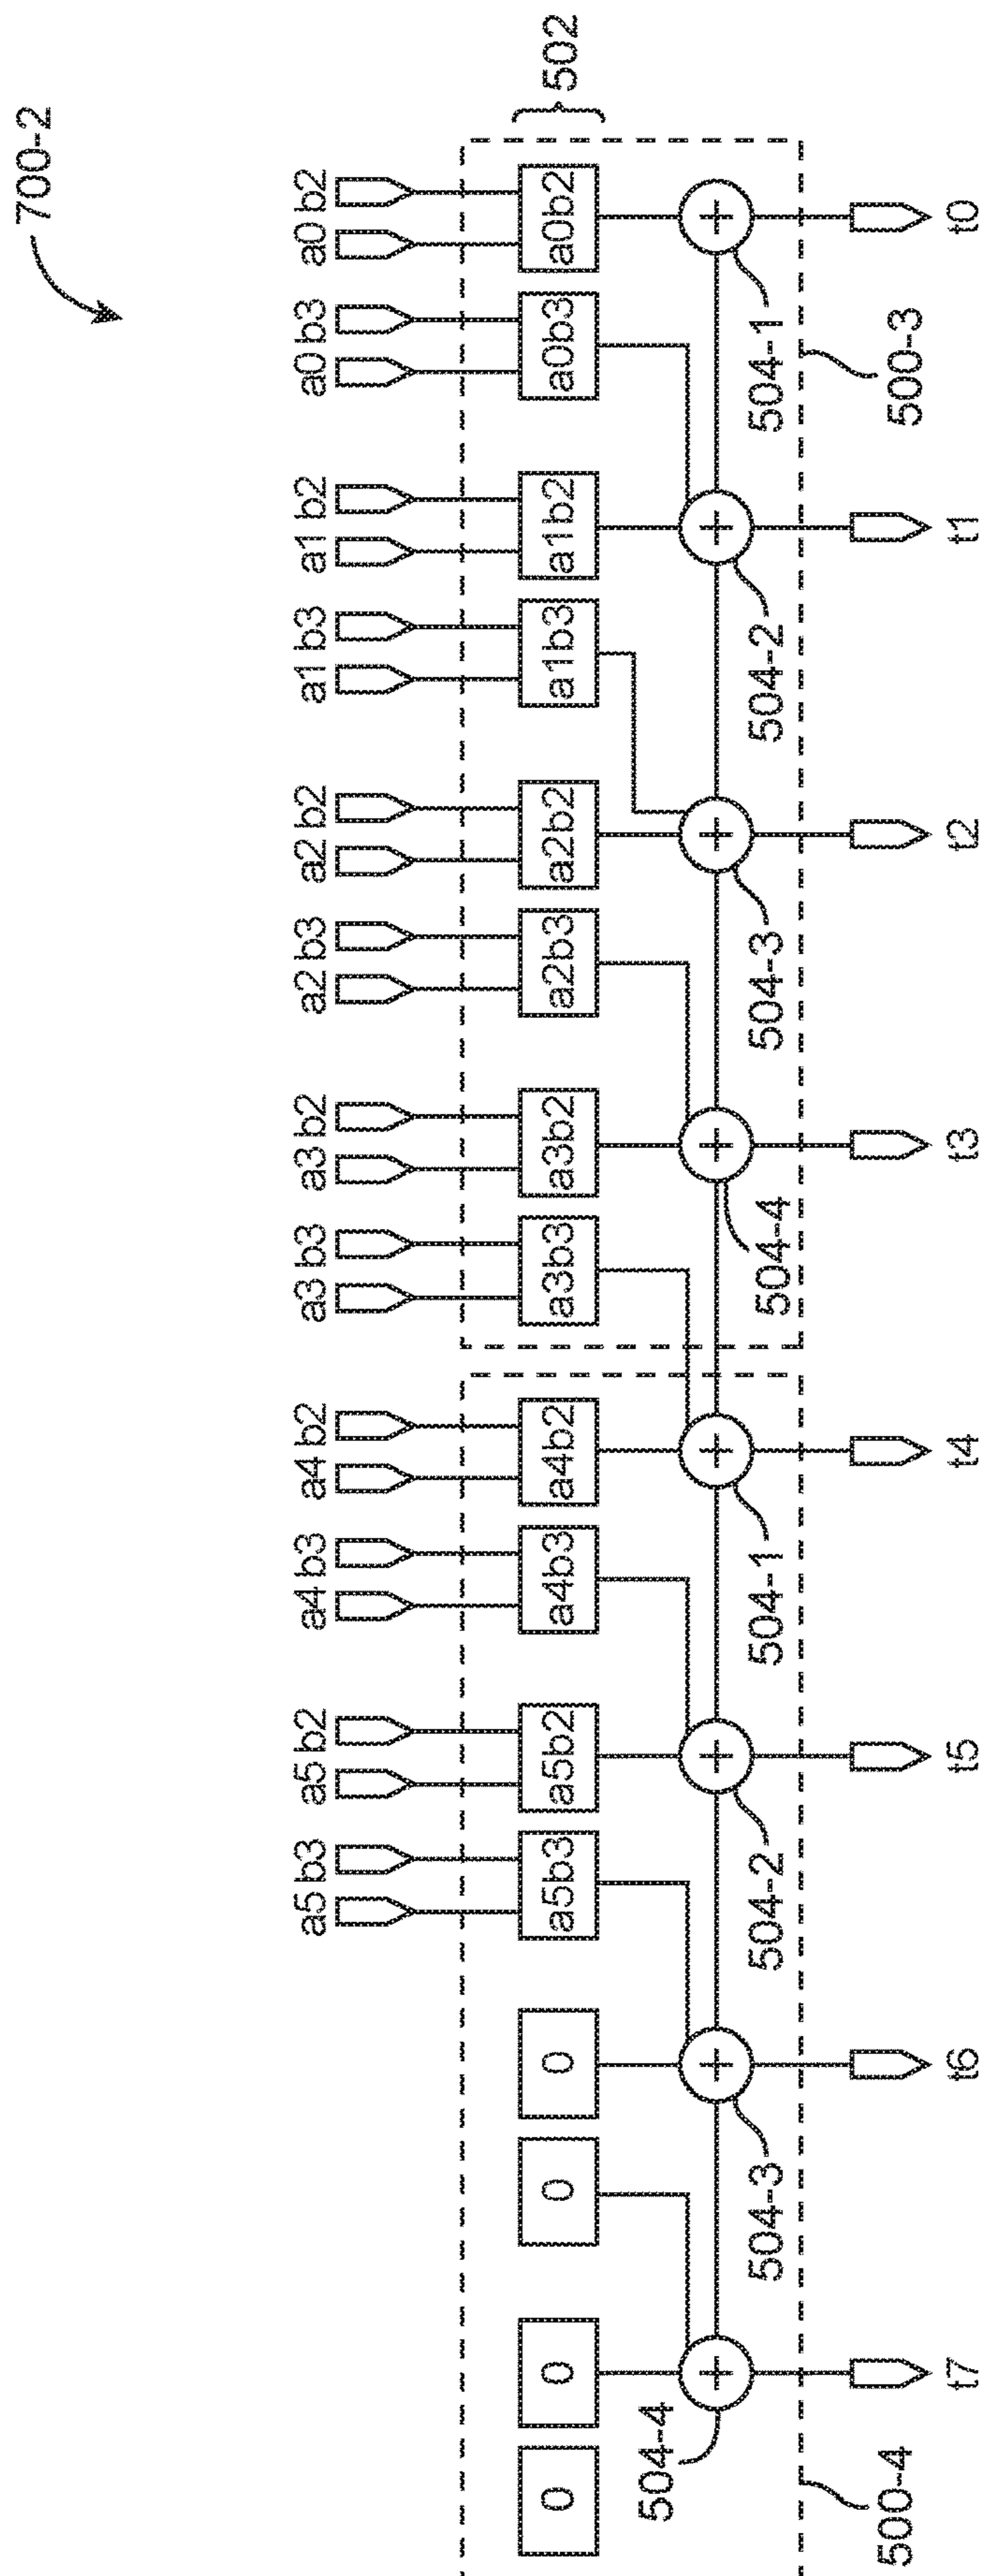 700-2
a5 b3 a5 b2 a4 b3 a4 b2 a3 b3 a3 b2 a2 b3 a2 b2 a1 b3 a1 b2 a0 b3 a0 b2
0 0 0 0 a5b3 a5b2 a4b3 a4b2 a3b3 a3b2 a2b3 a2b2 a1b3 a1b2 a0b3 a0b2 502
504-4
+ + + + + + + +
504-3 504-2 504-1 504-4 504-3 504-2 504-1
500-4 500-3
t7 t6 t5 t4 t3 t2 t1 t0